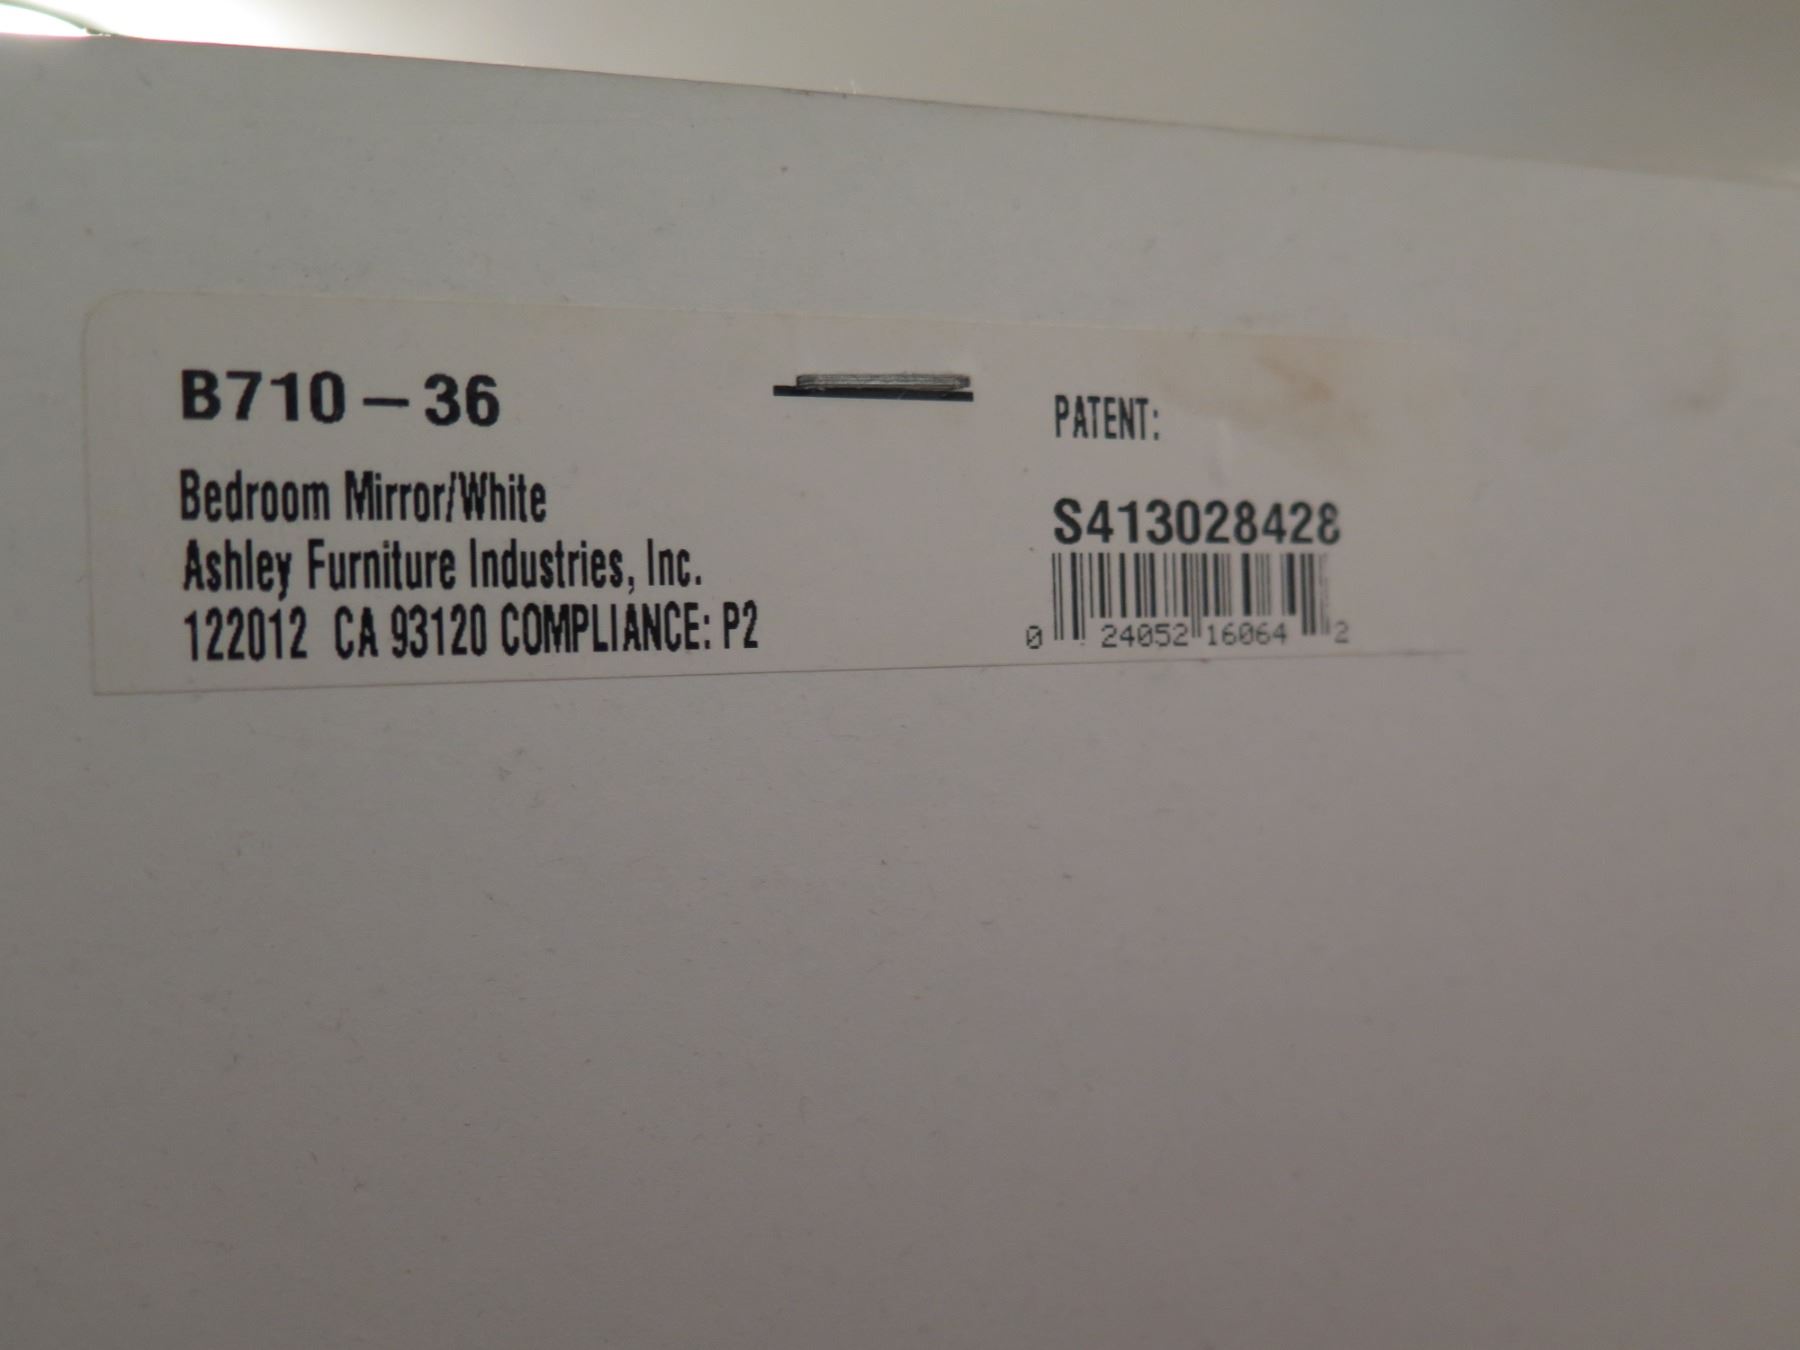 B710-36
Bedroom Mirror/White
Ashley Furniture Industries, Inc.
122012 CA 93120 COMPLIANCE: P2
PATENT:
S413028428
0 24052 16064 2